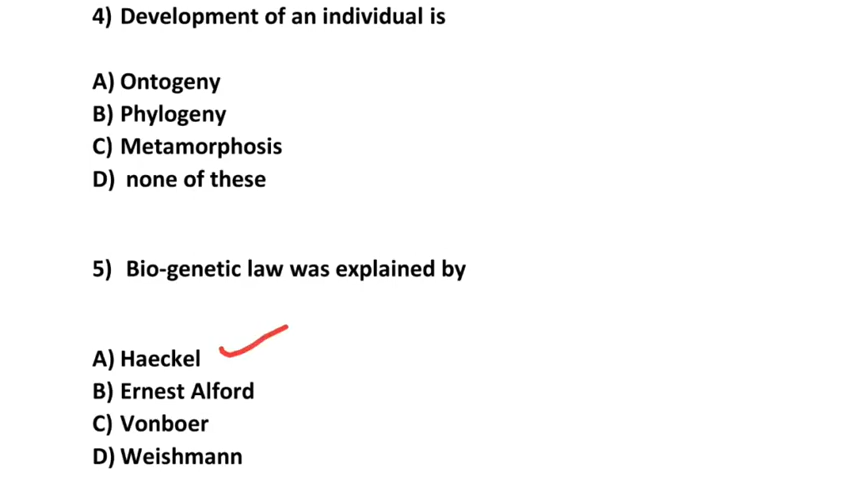 4) Development of an individual is
A) Ontogeny
B) Phylogeny
C) Metamorphosis
D) none of these
5) Bio-genetic law was explained by
A) Haeckel
B) Ernest Alford
C) Vonboer
D) Weishmann